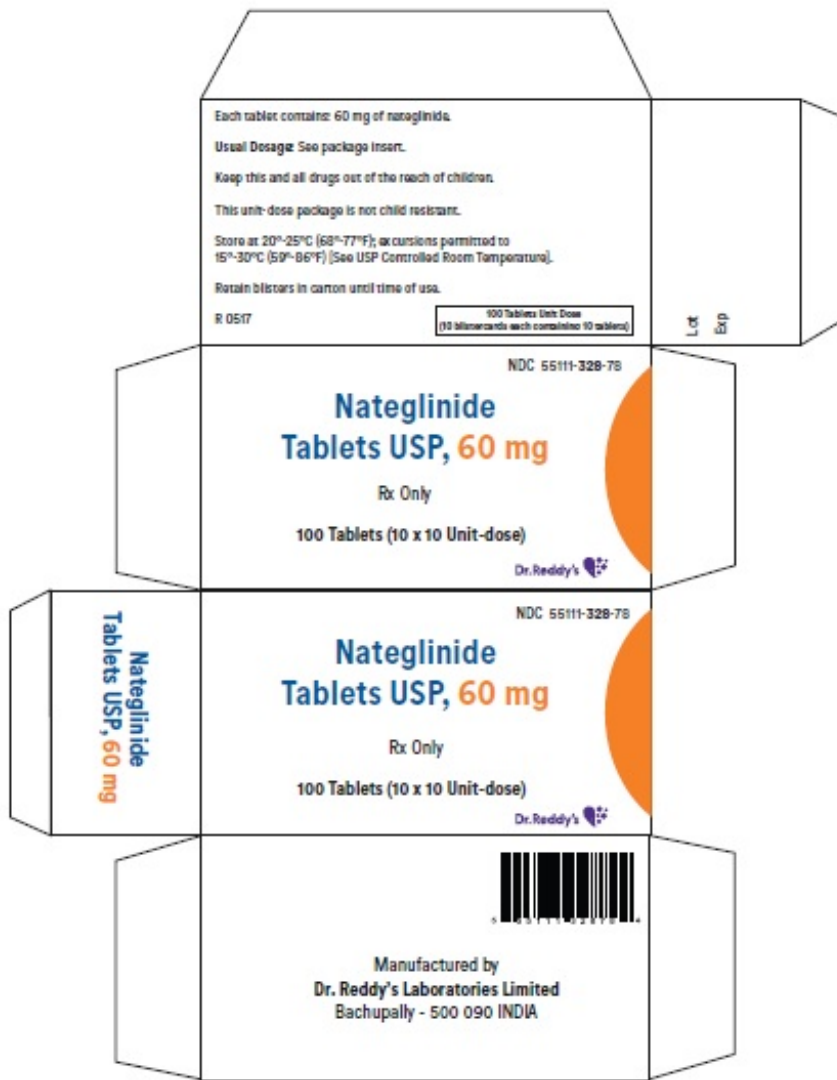 Each tablet contains: 60 mg of nateglinide.
Usual Dosage: See package insert.
Keep this and all drugs out of the reach of children.
This unit-dose package is not child resistant.
Store at 20°-25°C (68°-77°F); excursions permitted to
15°-30°C (59°-86°F) [See USP Controlled Room Temperature].
Retain blisters in carton until time of use.
R 0517
100 Tablets Unit Dose
(10 blistercards each containing 10 tablets)
Lot
Exp
NDC 55111-328-78
Nateglinide
Tablets USP, 60 mg
Rx Only
100 Tablets (10 x 10 Unit-dose)
Dr.Reddy's
Nateglinide
Tablets USP, 60 mg
NDC 55111-328-78
Nateglinide
Tablets USP, 60 mg
Rx Only
100 Tablets (10 x 10 Unit-dose)
Dr.Reddy's
Manufactured by
Dr. Reddy's Laboratories Limited
Bachupally - 500 090 INDIA